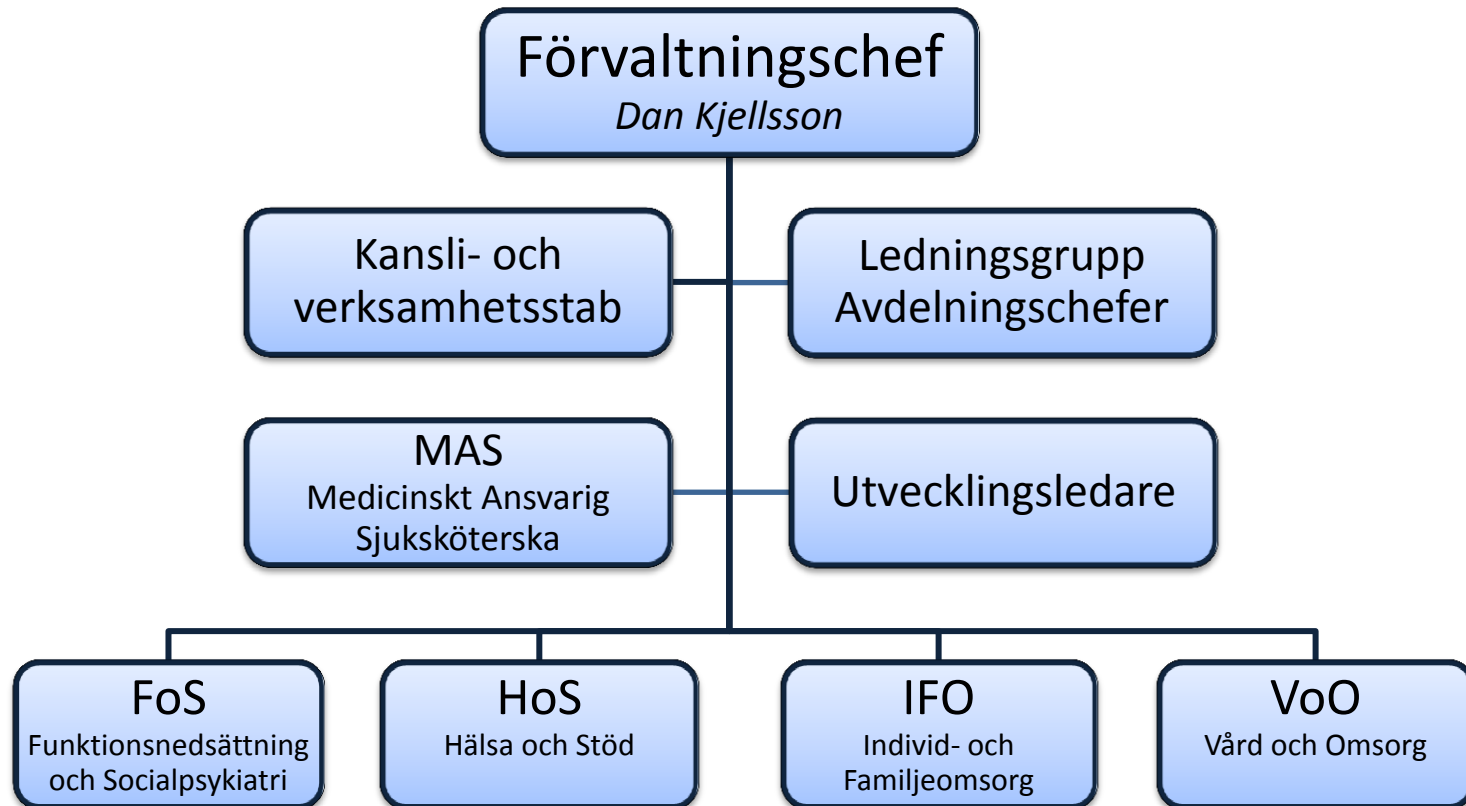 Förvaltningschef
Dan Kjellsson
Kansli- och
verksamhetsstab
Ledningsgrupp
Avdelningschefer
MAS
Medicinskt Ansvarig
Sjuksköterska
Utvecklingsledare
FoS
Funktionsnedsättning
och Socialpsykiatri
HoS
Hälsa och Stöd
IFO
Individ- och
Familjeomsorg
VoO
Vård och Omsorg